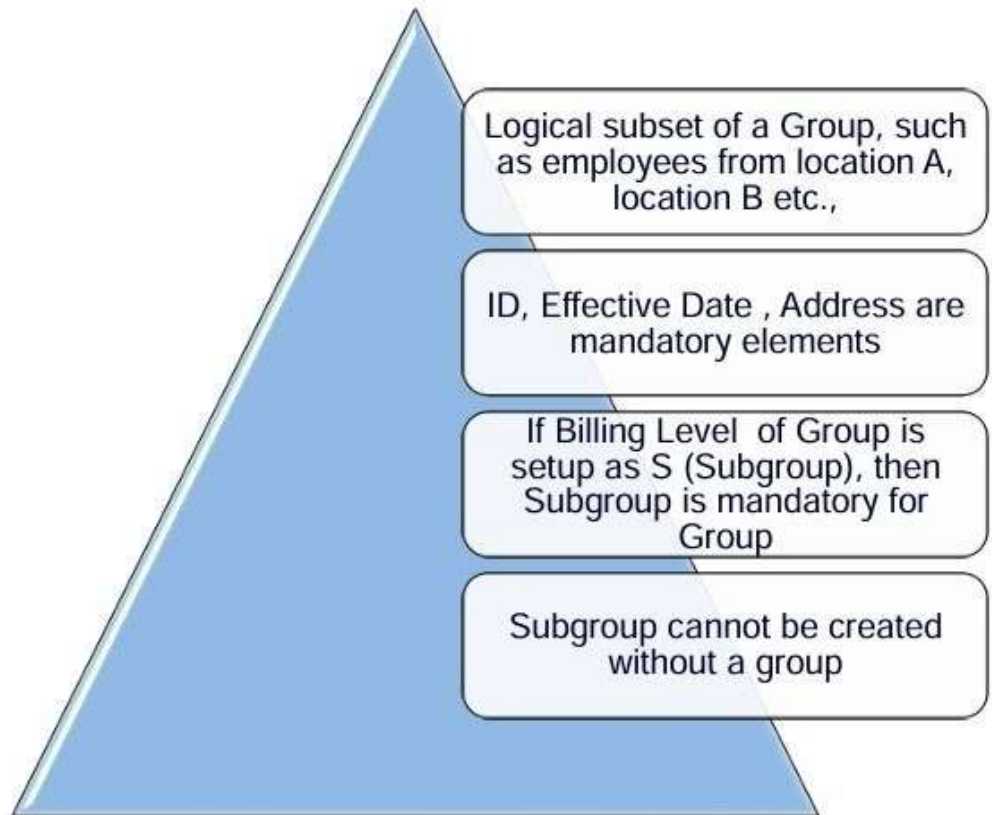 Logical subset of a Group, such
as employees from location A,
location B etc.,
ID, Effective Date , Address are
mandatory elements
If Billing Level  of Group is
setup as S (Subgroup), then
Subgroup is mandatory for
Group
Subgroup cannot be created
without a group